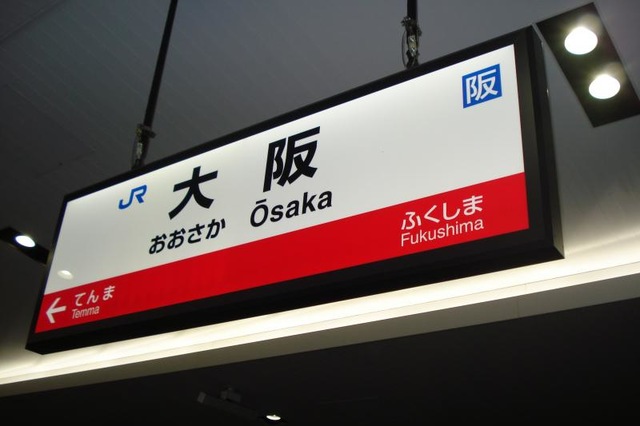 阪
JR 大阪
おおさか Ōsaka
ふくしま
Fukushima
← てんま
Temma